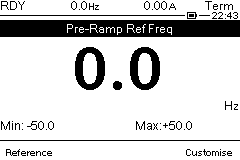 RDY 0.0Hz 0.00A Term
22:43
Pre-Ramp Ref Freq
0.0
Hz
Min: -50.0 Max:+50.0
Reference Customise